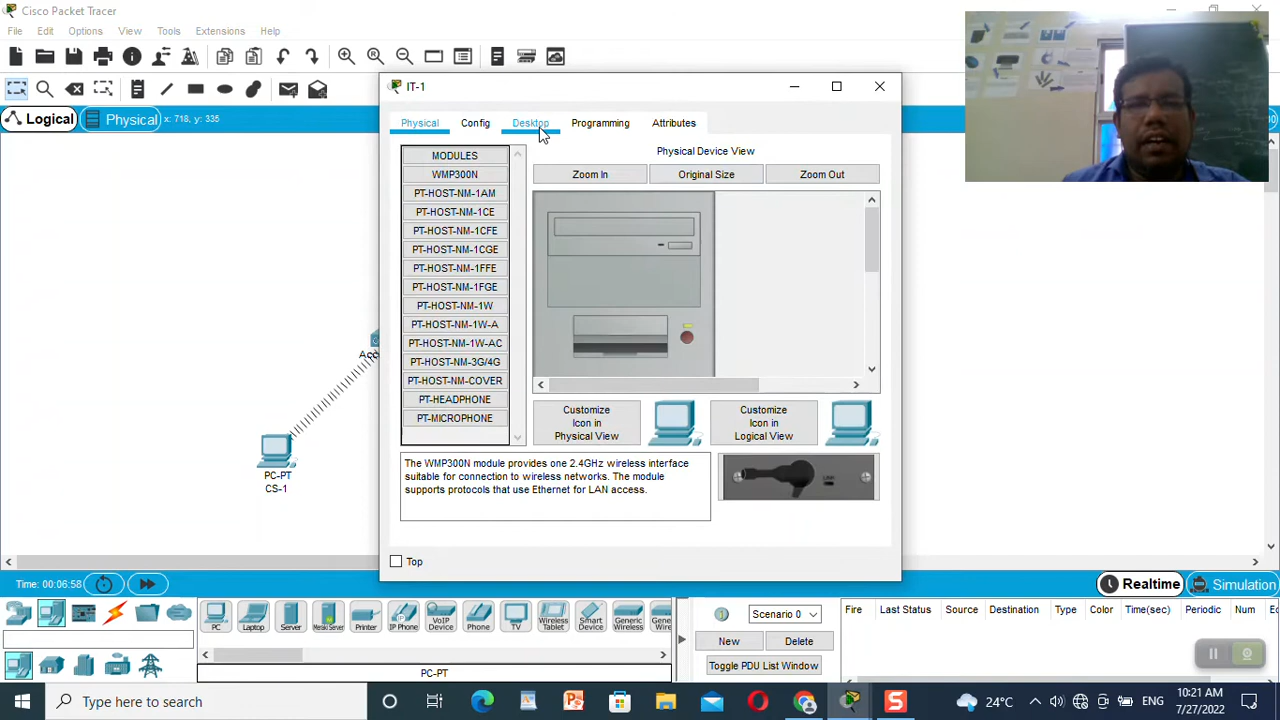 Cisco Packet Tracer
File Edit Options View Tools Extensions Help
Logical Physical x: 718, y: 335
IT-1
Physical Config Desktop Programming Attributes
MODULES
WMP300N
PT-HOST-NM-1AM
PT-HOST-NM-1CE
PT-HOST-NM-1CFE
PT-HOST-NM-1CGE
PT-HOST-NM-1FFE
PT-HOST-NM-1FGE
PT-HOST-NM-1W
PT-HOST-NM-1W-A
PT-HOST-NM-1W-AC
PT-HOST-NM-3G/4G
PT-HOST-NM-COVER
PT-HEADPHONE
PT-MICROPHONE
Physical Device View
Zoom In Original Size Zoom Out
Customize
Icon in
Physical View
Customize
Icon in
Logical View
The WMP300N module provides one 2.4GHz wireless interface
suitable for connection to wireless networks. The module
supports protocols that use Ethernet for LAN access.
Top
PC-PT
CS-1
Time: 00:06:58
Realtime Simulation
PC
Laptop
Server
Meraki Server
Printer
IP Phone
VoIP
Device
Phone
TV
Wireless
Tablet
Smart
Device
Generic
Wireless
PC-PT
Scenario 0
New Delete
Toggle PDU List Window
Fire Last Status Source Destination Type Color Time(sec) Periodic Num
Type here to search
24°C ENG
10:21 AM
7/27/2022